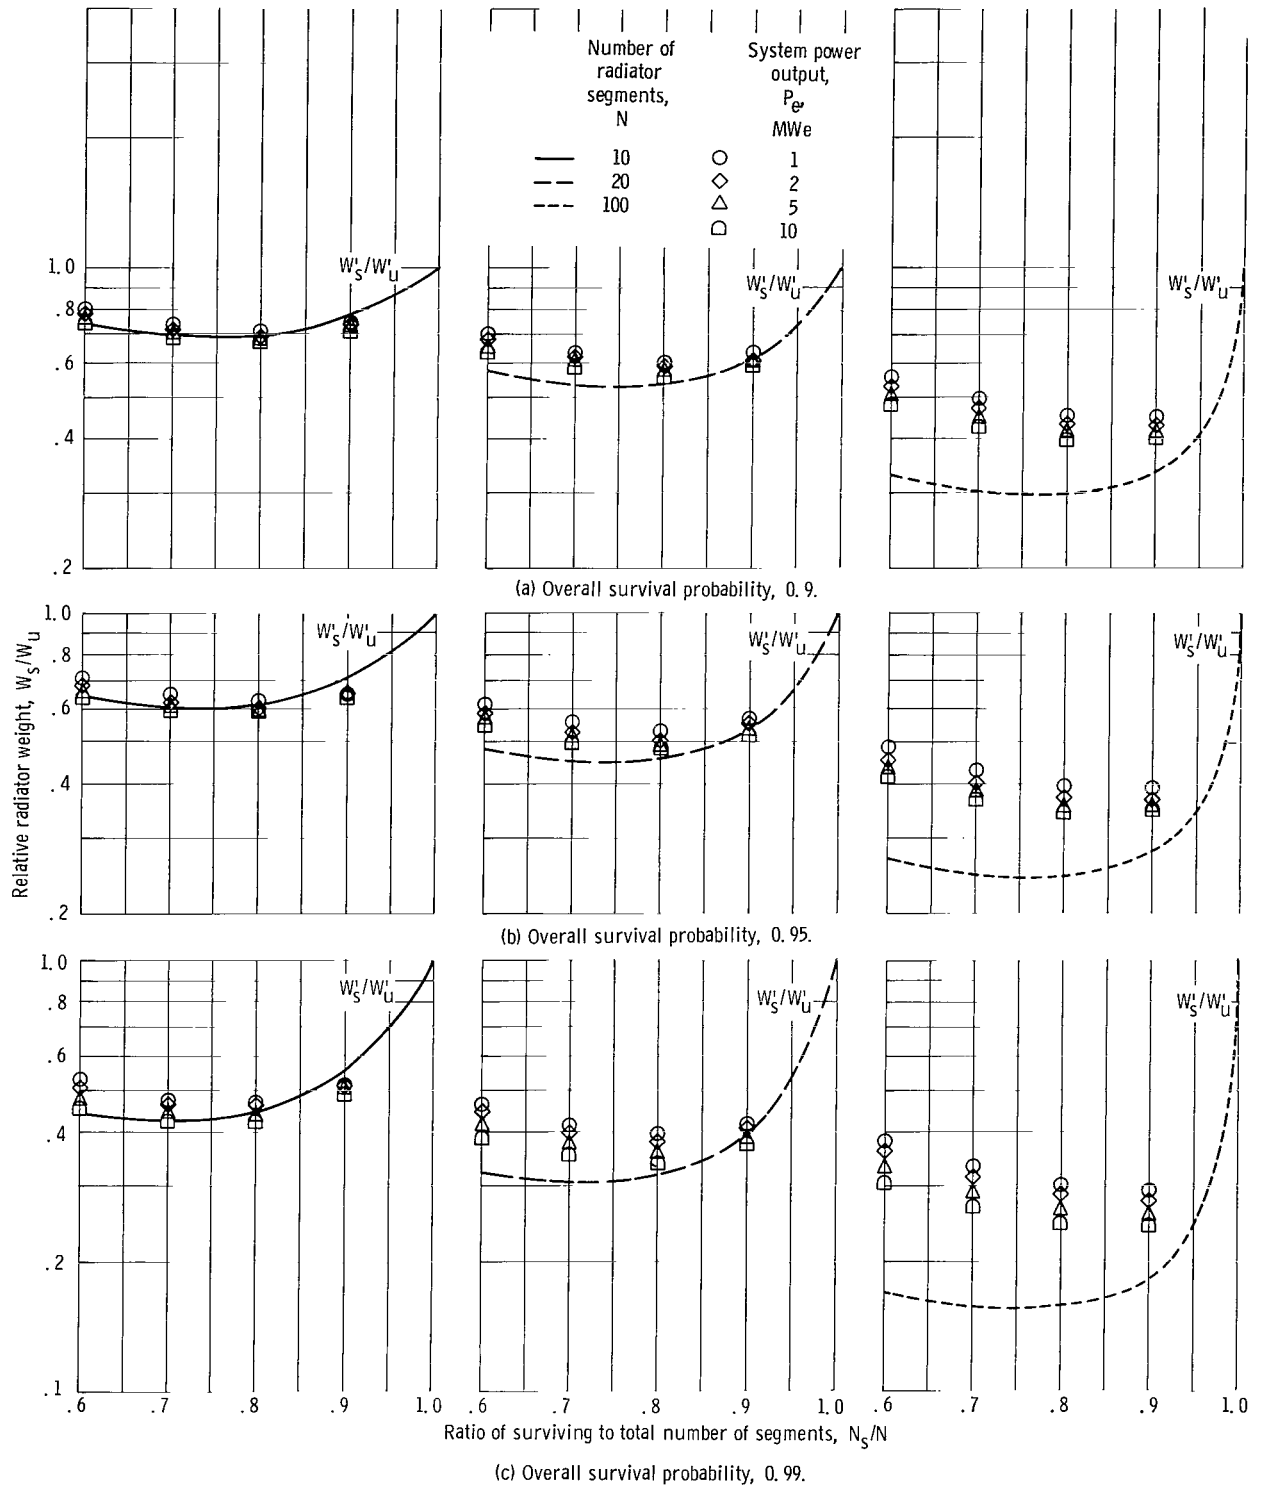 Number of
radiator
segments,
N
System power
output,
Pe,
MWe
10
1
20
2
100
5
10
1.0
.8
.6
.4
.2
W's/W'u
W's/W'u
W's/W'u
(a) Overall survival probability, 0.9.
Relative radiator weight, Ws/Wu
1.0
.8
.6
.4
.2
W's/W'u
W's/W'u
W's/W'u
(b) Overall survival probability, 0.95.
1.0
.8
.6
.4
.2
.1
W's/W'u
W's/W'u
W's/W'u
.6 .7 .8 .9 1.0 .6 .7 .8 .9 1.0 .6 .7 .8 .9 1.0
Ratio of surviving to total number of segments, Ns/N
(c) Overall survival probability, 0.99.